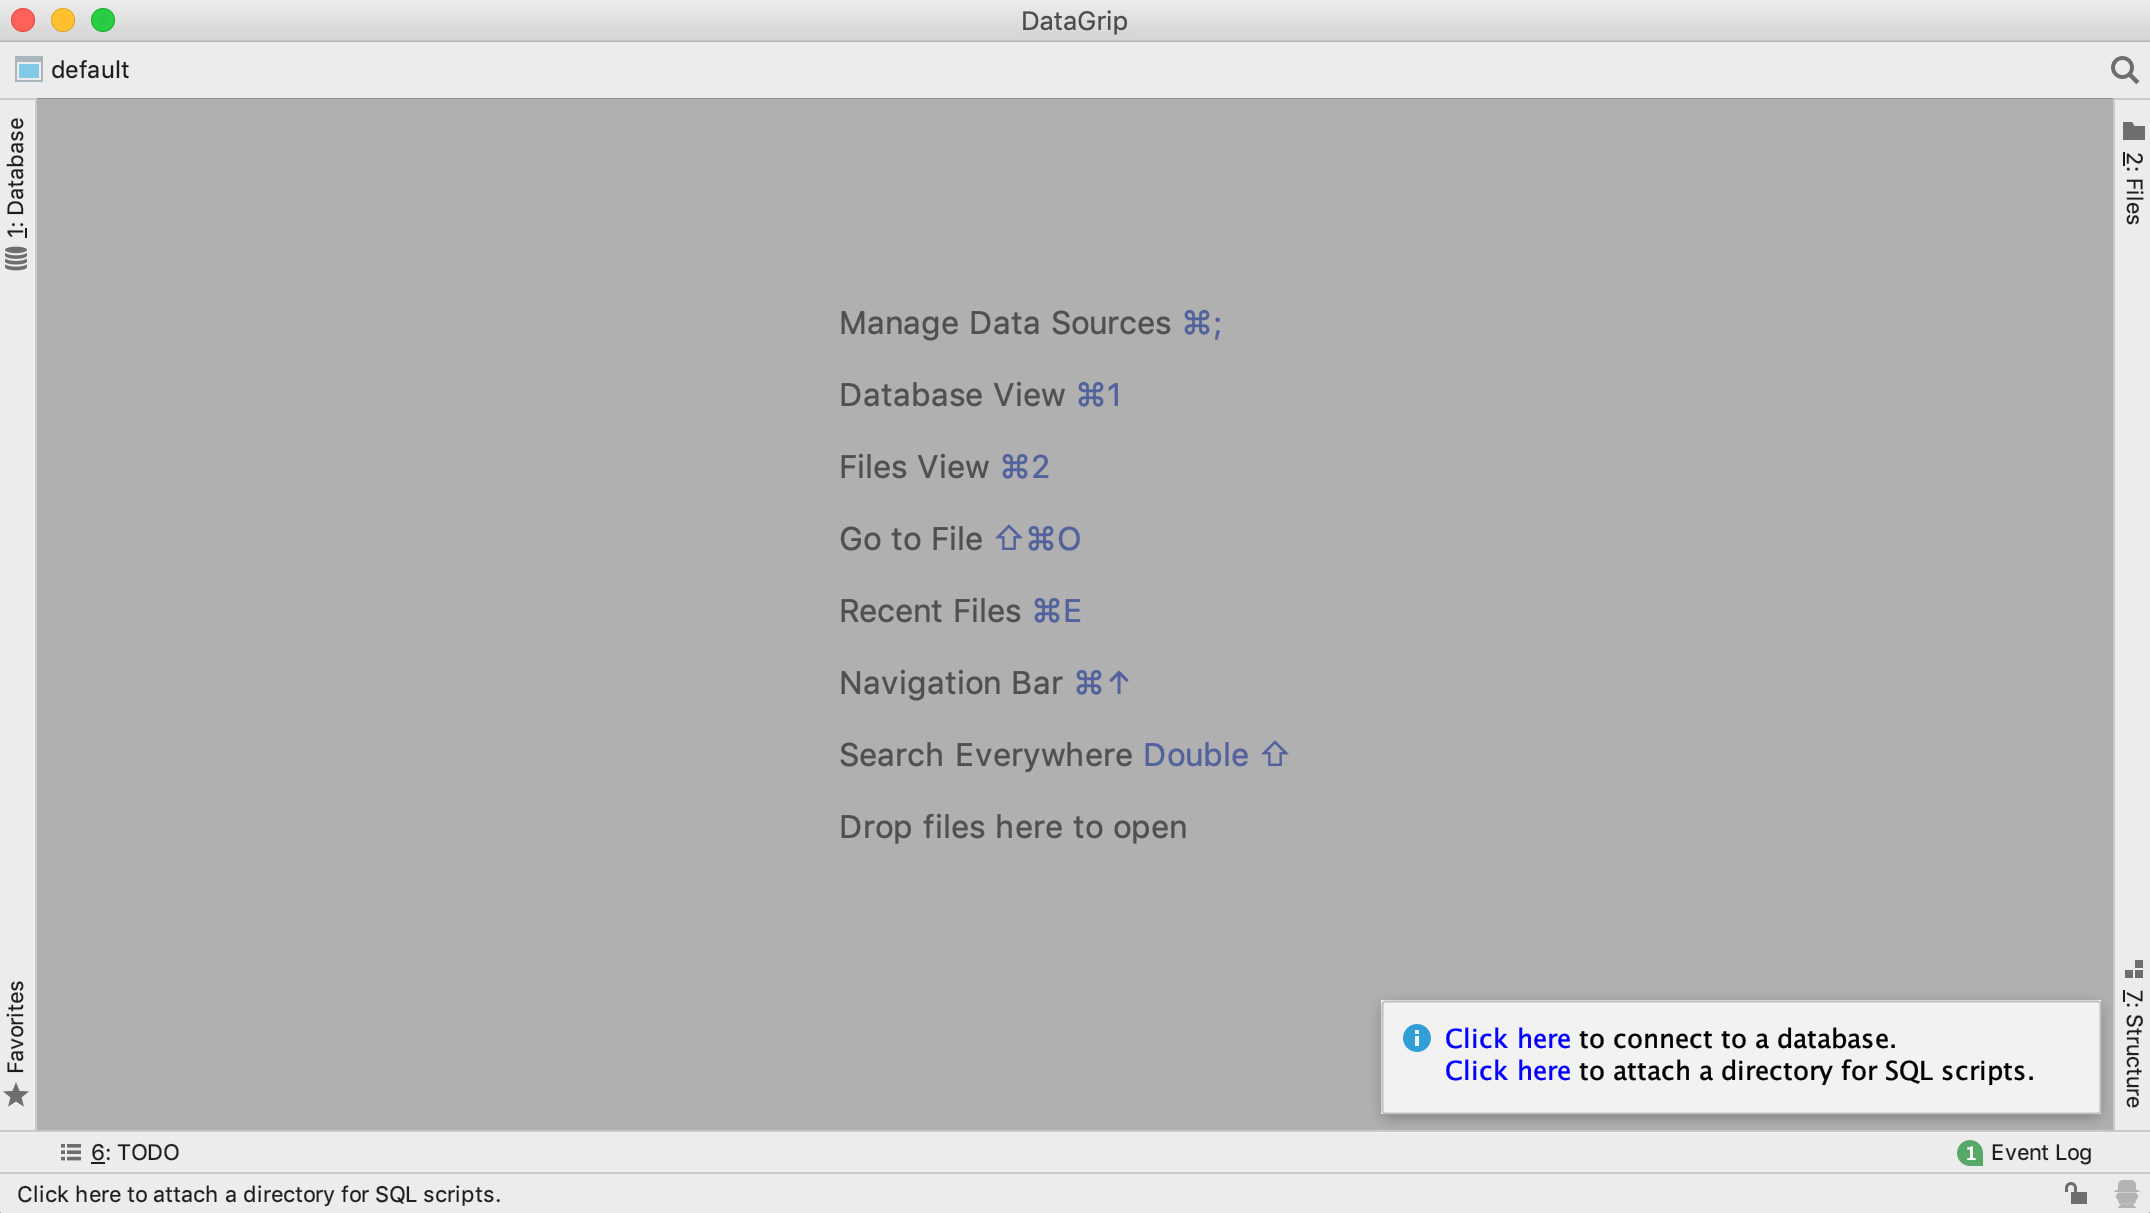 DataGrip
default
1: Database
2: Files
Manage Data Sources ⌘;
Database View ⌘1
Files View ⌘2
Go to File ⇧⌘O
Recent Files ⌘E
Navigation Bar ⌘↑
Search Everywhere Double ⇧
Drop files here to open
Favorites
7: Structure
Click here to connect to a database.
Click here to attach a directory for SQL scripts.
6: TODO
1 Event Log
Click here to attach a directory for SQL scripts.